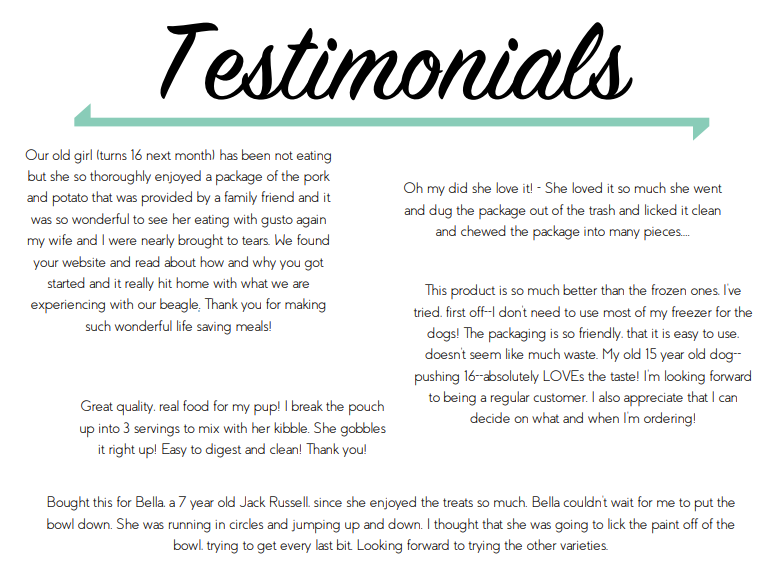 Testimonials
Our old girl (turns 16 next month) has been not eating
but she so thoroughly enjoyed a package of the pork
and potato that was provided by a family friend and it
was so wonderful to see her eating with gusto again
my wife and I were nearly brought to tears. We found
your website and read about how and why you got
started and it really hit home with what we are
experiencing with our beagle. Thank you for making
such wonderful life saving meals!
Oh my did she love it! - She loved it so much she went
and dug the package out of the trash and licked it clean
and chewed the package into many pieces....
This product is so much better than the frozen ones. I've
tried. first off--I don't need to use most of my freezer for the
dogs! The packaging is so friendly. that it is easy to use.
doesn't seem like much waste. My old 15 year old dog--
pushing 16--absolutely LOVEs the taste! I'm looking forward
to being a regular customer. I also appreciate that I can
decide on what and when I'm ordering!
Great quality. real food for my pup! I break the pouch
up into 3 servings to mix with her kibble. She gobbles
it right up! Easy to digest and clean! Thank you!
Bought this for Bella. a 7 year old Jack Russell. since she enjoyed the treats so much. Bella couldn't wait for me to put the
bowl down. She was running in circles and jumping up and down. I thought that she was going to lick the paint off of the
bowl. trying to get every last bit. Looking forward to trying the other varieties.